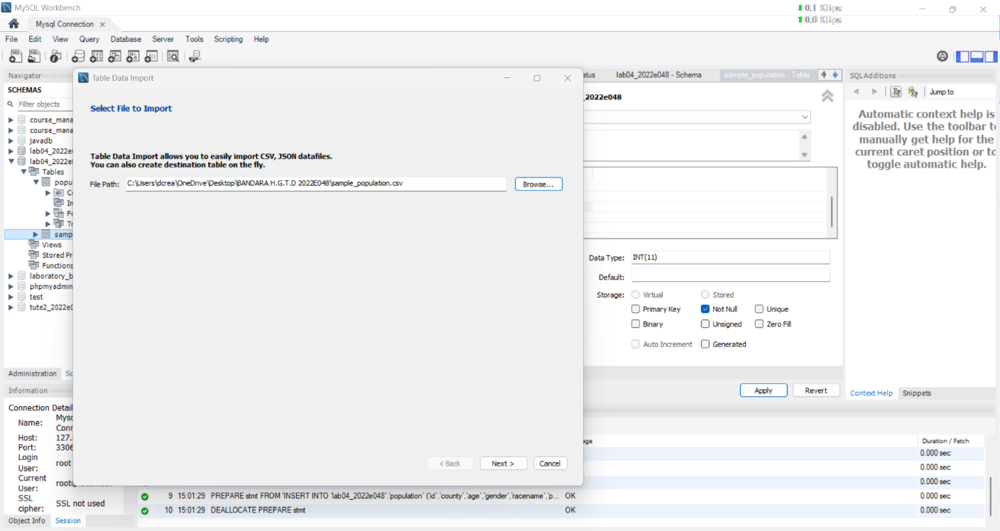 MySQL Workbench
Mysql Connection
File Edit View Query Database Server Tools Scripting Help
Navigator
SCHEMAS
Filter objects
course_mana
course_mana
javadb
lab04_2022e
lab04_2022e
Tables
popu
C
In
Fo
Tr
samp
Views
Stored Pr
Functions
laboratory_b
phpmyadmin
test
tute2_2022e0
Administration Sc
Information
Connection Detail
Name: Mysq
Conn
Host: 127.
Port: 3306
Login
User: root
Current
User:
SSL
cipher: SSL not used
Object Info Session
Table Data Import
Select File to Import
Table Data Import allows you to easily import CSV, JSON datafiles.
You can also create destination table on the fly.
File Path: C:\Users\dcrea\OneDrive\Desktop\BANDARA H.G.T.D 2022E048\sample_population.csv Browse...
< Back Next > Cancel
atus lab04_2022e048 - Schema sample_population - Table
_2022e048
Data Type: INT(11)
Default:
Storage: Virtual Stored
Primary Key Not Null Unique
Binary Unsigned Zero Fill
Auto Increment Generated
Apply Revert
SQLAdditions
Jump to
Automatic context help is
disabled. Use the toolbar to
manually get help for the
current caret position or to
toggle automatic help.
Context Help Snippets
age Duration / Fetch
0.000 sec
0.000 sec
0.000 sec
9 15:01:29 PREPARE stmt FROM 'INSERT INTO `lab04_2022e048`.`population` (`id`,`county`,`age`,`gender`,`racename`,`p... OK 0.000 sec
10 15:01:29 DEALLOCATE PREPARE stmt OK 0.000 sec